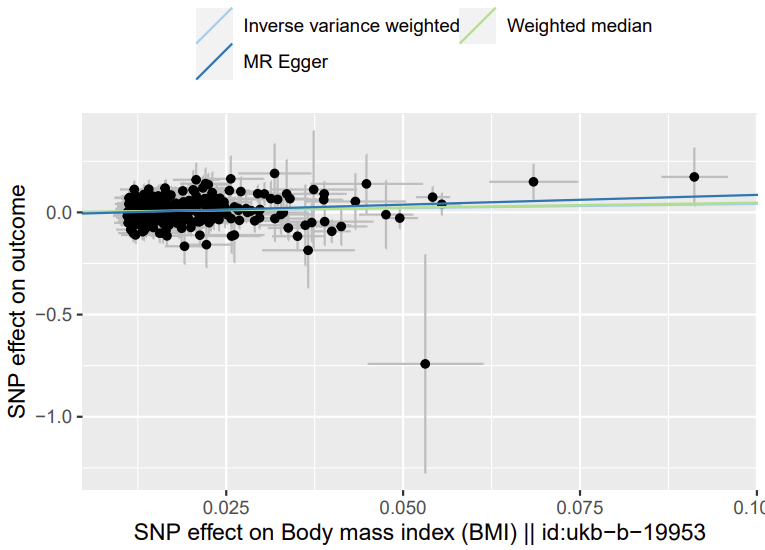 Inverse variance weighted
Weighted median
MR Egger
SNP effect on outcome
0.0
−0.5
−1.0
0.025
0.050
0.075
0.10
SNP effect on Body mass index (BMI) || id:ukb−b−19953